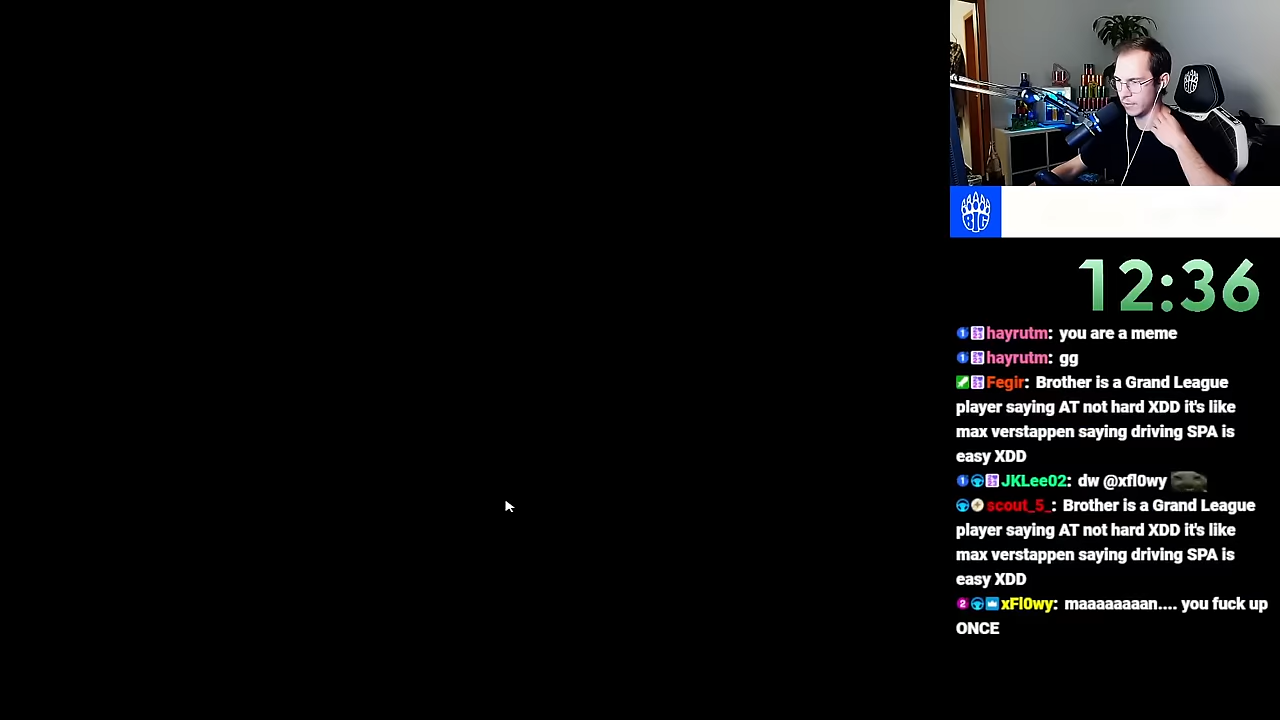 BIG
12:36
hayrutm: you are a meme
hayrutm: gg
Fegir: Brother is a Grand League
player saying AT not hard XDD it's like
max verstappen saying driving SPA is
easy XDD
JKLee02: dw @xfl0wy
scout_5_: Brother is a Grand League
player saying AT not hard XDD it's like
max verstappen saying driving SPA is
easy XDD
xFl0wy: maaaaaaaan.... you fuck up
ONCE